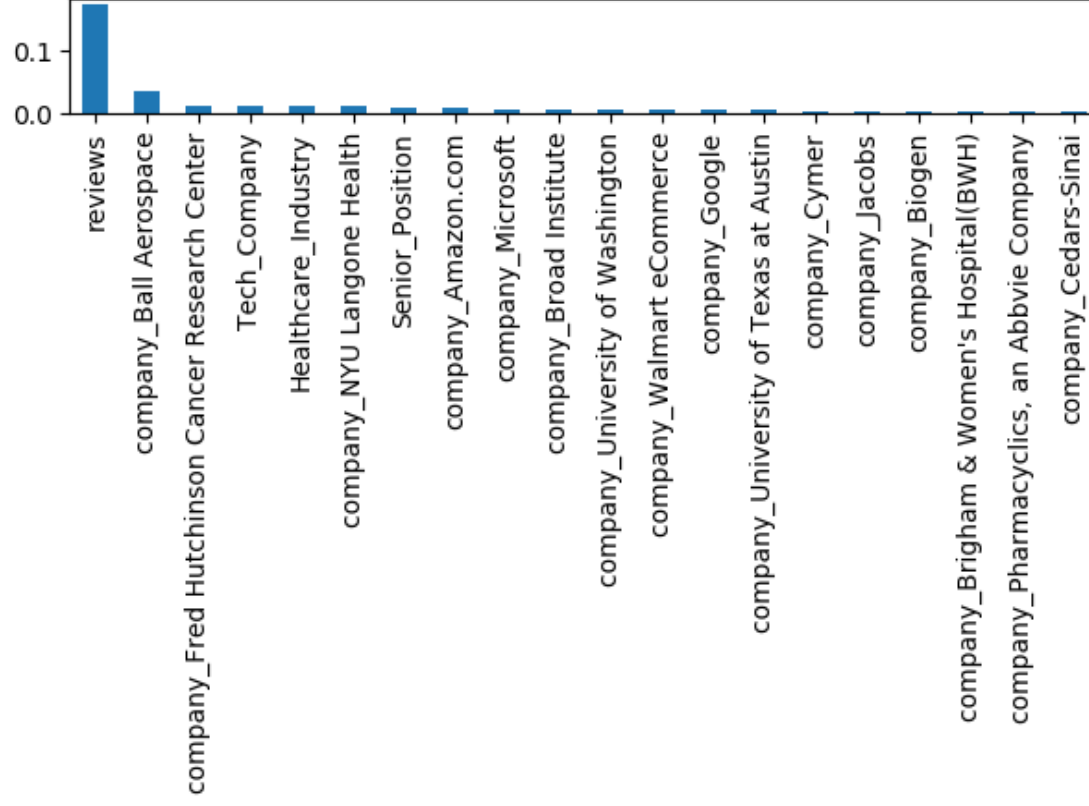 0.1
0.0
reviews
company_Ball Aerospace
company_Fred Hutchinson Cancer Research Center
Tech_Company
Healthcare_Industry
company_NYU Langone Health
Senior_Position
company_Amazon.com
company_Microsoft
company_Broad Institute
company_University of Washington
company_Walmart eCommerce
company_Google
company_University of Texas at Austin
company_Cymer
company_Jacobs
company_Biogen
company_Brigham & Women's Hospital(BWH)
company_Pharmacyclics, an Abbvie Company
company_Cedars-Sinai